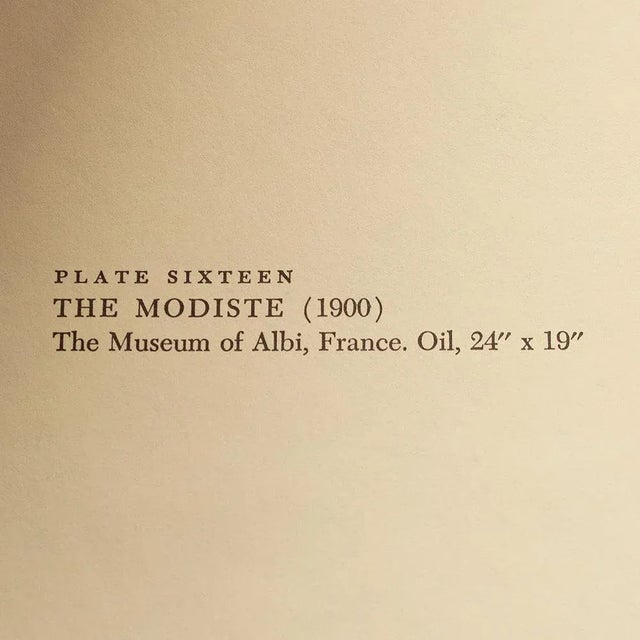 PLATE SIXTEEN
THE MODISTE (1900)
The Museum of Albi, France. Oil, 24″ x 19″